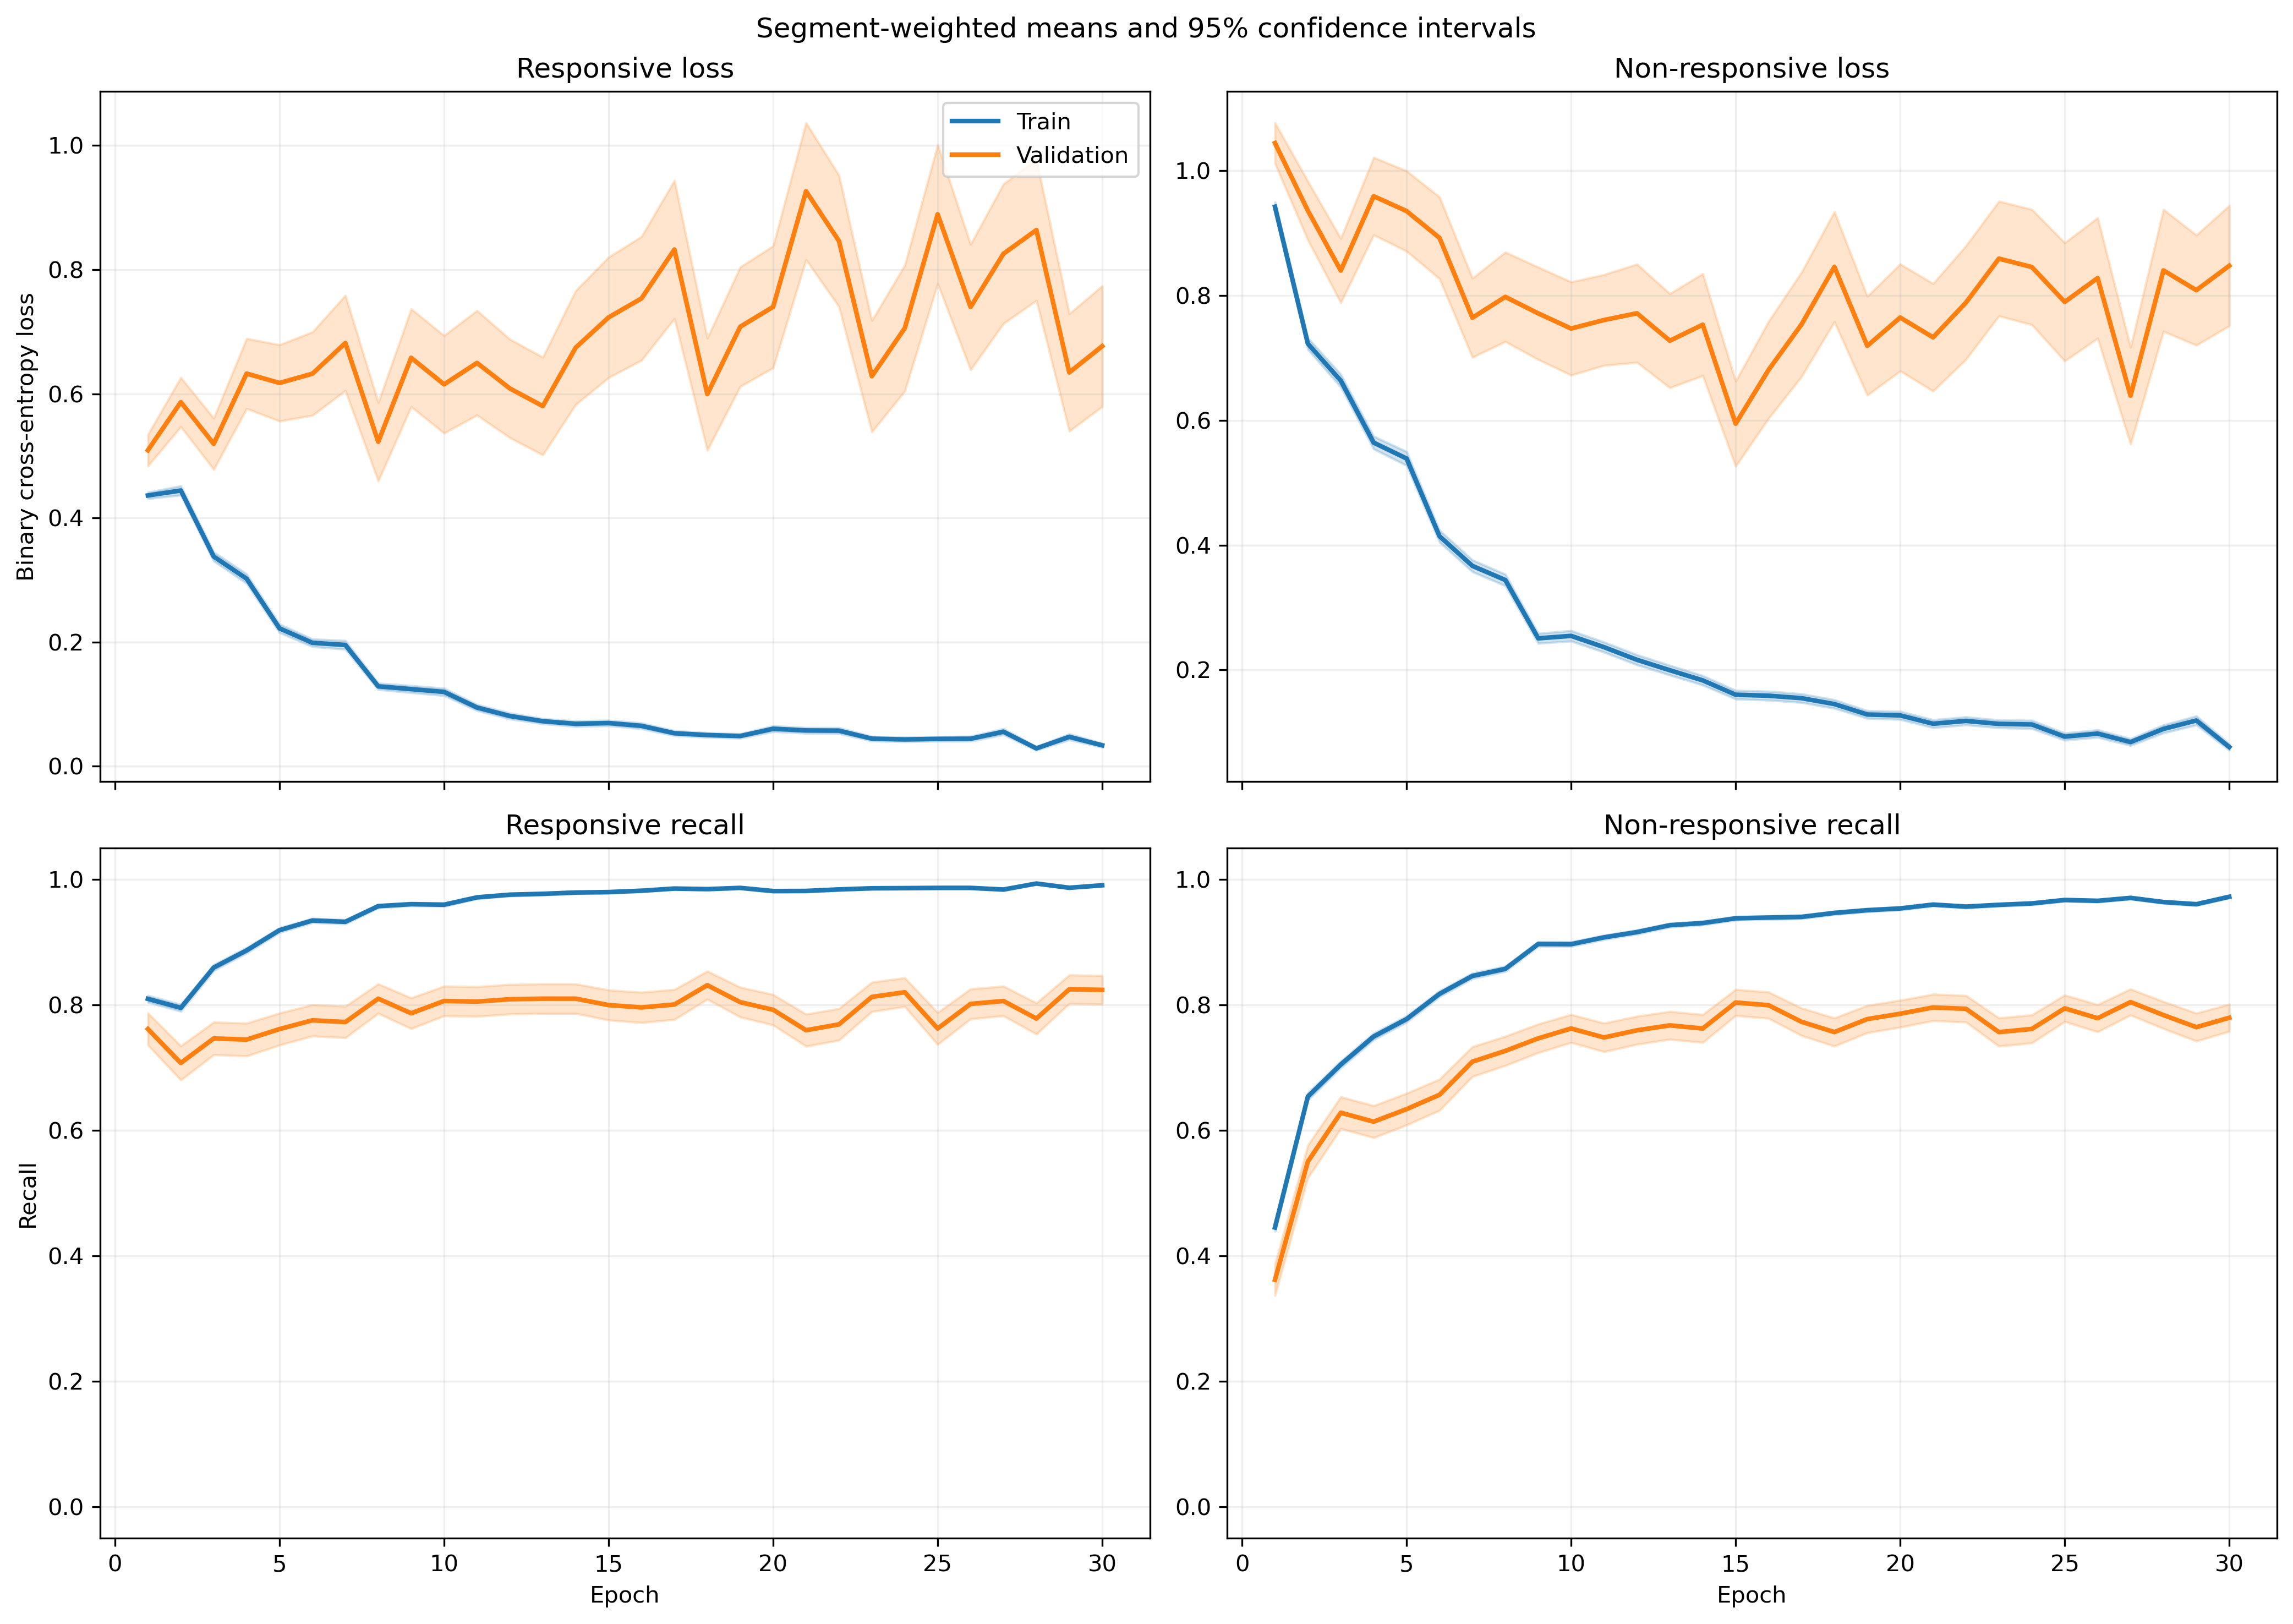 Segment-weighted means and 95% confidence intervals
Responsive loss
Non-responsive loss
Binary cross-entropy loss
1.0
0.8
0.6
0.4
0.2
0.0
Train
Validation
1.0
0.8
0.6
0.4
0.2
Responsive recall
Non-responsive recall
Recall
1.0
0.8
0.6
0.4
0.2
0.0
0 5 10 15 20 25 30
Epoch
1.0
0.8
0.6
0.4
0.2
0.0
0 5 10 15 20 25 30
Epoch